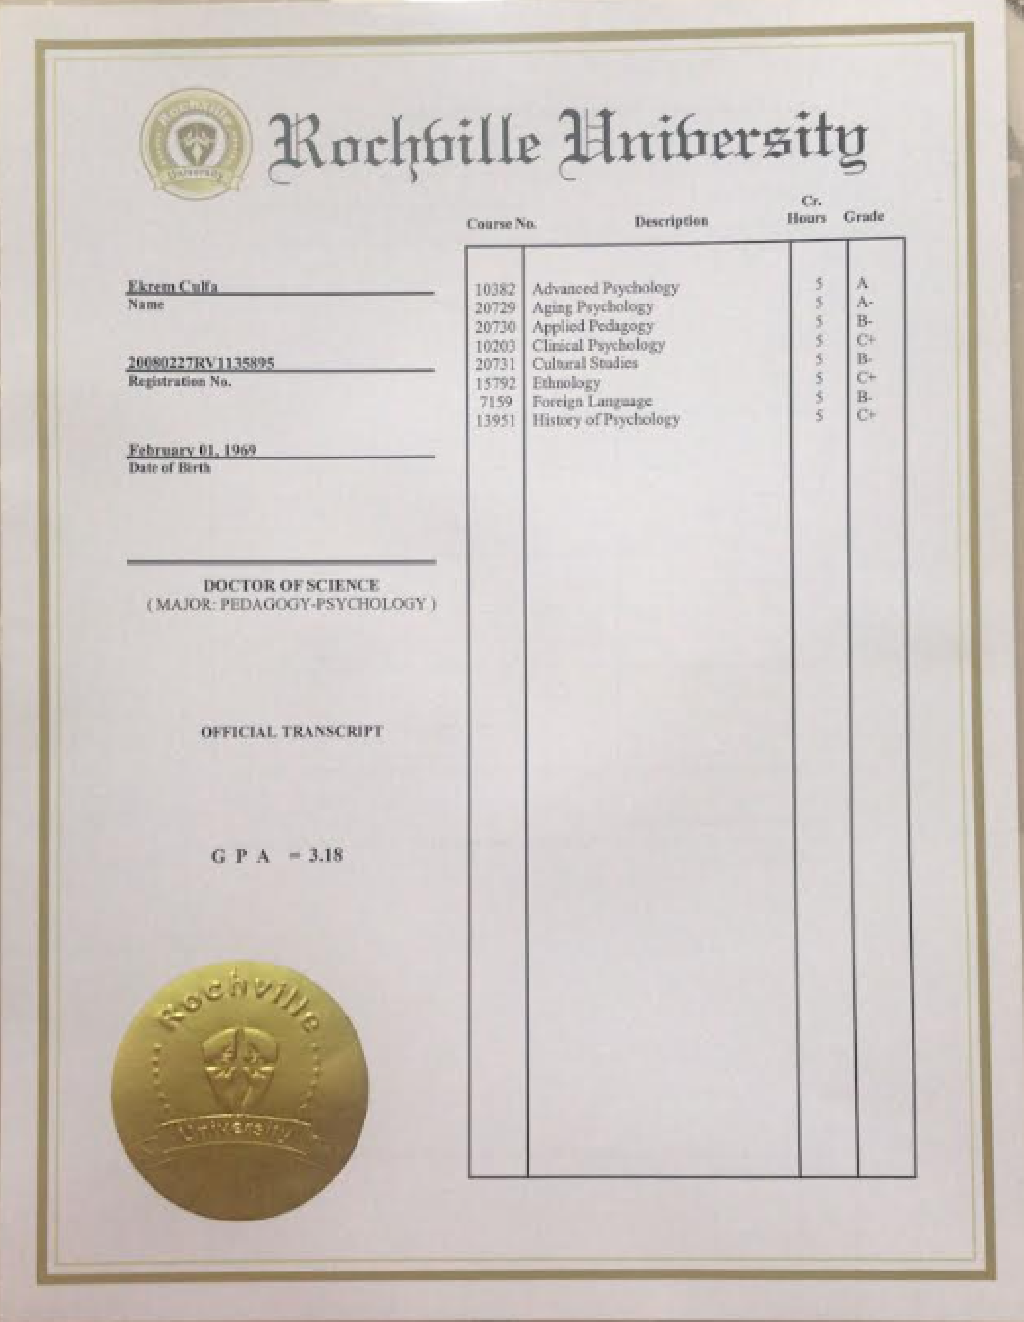 Rochville
University
Rochville University
Course No. Description Cr. Hours Grade
Ekrem Culfa
Name
20080227RV1135895
Registration No.
February 01, 1969
Date of Birth
DOCTOR OF SCIENCE
( MAJOR: PEDAGOGY-PSYCHOLOGY )
OFFICIAL TRANSCRIPT
G P A = 3.18
10382 Advanced Psychology 5 A
20729 Aging Psychology 5 A-
20730 Applied Pedagogy 5 B-
10203 Clinical Psychology 5 C+
20731 Cultural Studies 5 B-
15792 Ethnology 5 C+
7159 Foreign Language 5 B-
13951 History of Psychology 5 C+
Rochville
University